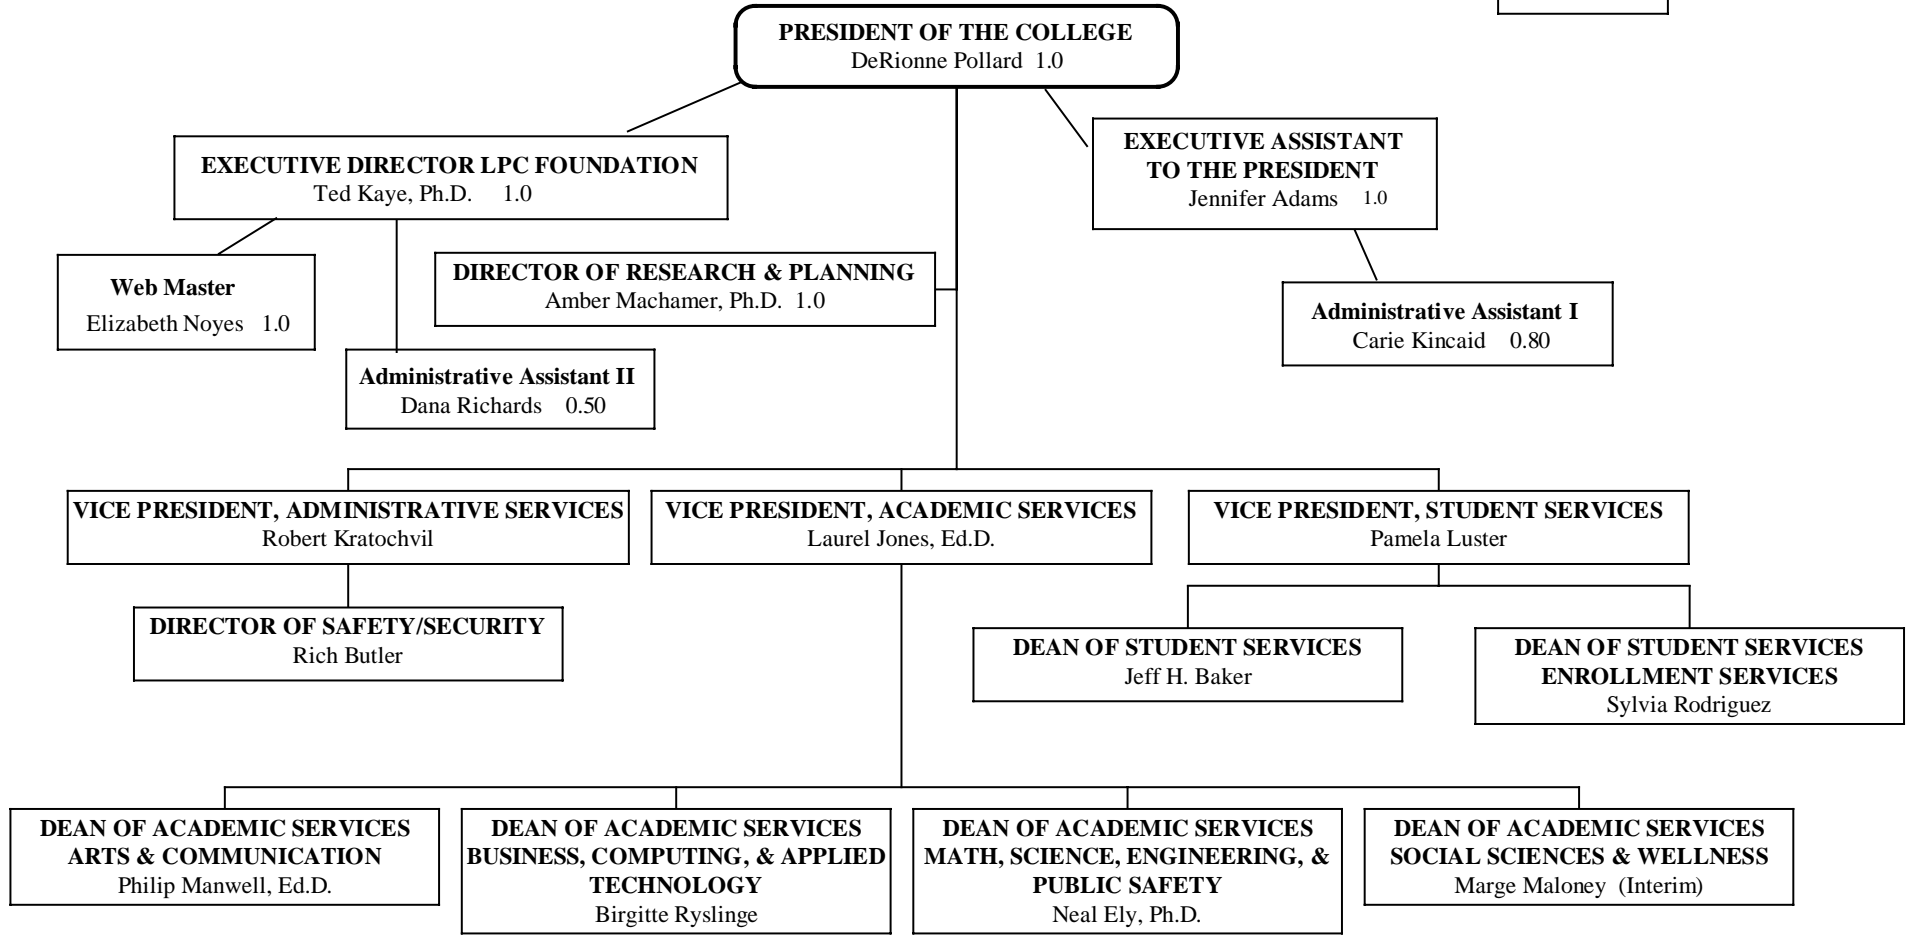 PRESIDENT OF THE COLLEGE
DeRionne Pollard 1.0
EXECUTIVE DIRECTOR LPC FOUNDATION
Ted Kaye, Ph.D. 1.0
EXECUTIVE ASSISTANT
TO THE PRESIDENT
Jennifer Adams 1.0
Web Master
Elizabeth Noyes 1.0
DIRECTOR OF RESEARCH & PLANNING
Amber Machamer, Ph.D. 1.0
Administrative Assistant I
Carie Kincaid 0.80
Administrative Assistant II
Dana Richards 0.50
VICE PRESIDENT, ADMINISTRATIVE SERVICES
Robert Kratochvil
VICE PRESIDENT, ACADEMIC SERVICES
Laurel Jones, Ed.D.
VICE PRESIDENT, STUDENT SERVICES
Pamela Luster
DIRECTOR OF SAFETY/SECURITY
Rich Butler
DEAN OF STUDENT SERVICES
Jeff H. Baker
DEAN OF STUDENT SERVICES
ENROLLMENT SERVICES
Sylvia Rodriguez
DEAN OF ACADEMIC SERVICES
ARTS & COMMUNICATION
Philip Manwell, Ed.D.
DEAN OF ACADEMIC SERVICES
BUSINESS, COMPUTING, & APPLIED
TECHNOLOGY
Birgitte Ryslinge
DEAN OF ACADEMIC SERVICES
MATH, SCIENCE, ENGINEERING, &
PUBLIC SAFETY
Neal Ely, Ph.D.
DEAN OF ACADEMIC SERVICES
SOCIAL SCIENCES & WELLNESS
Marge Maloney (Interim)